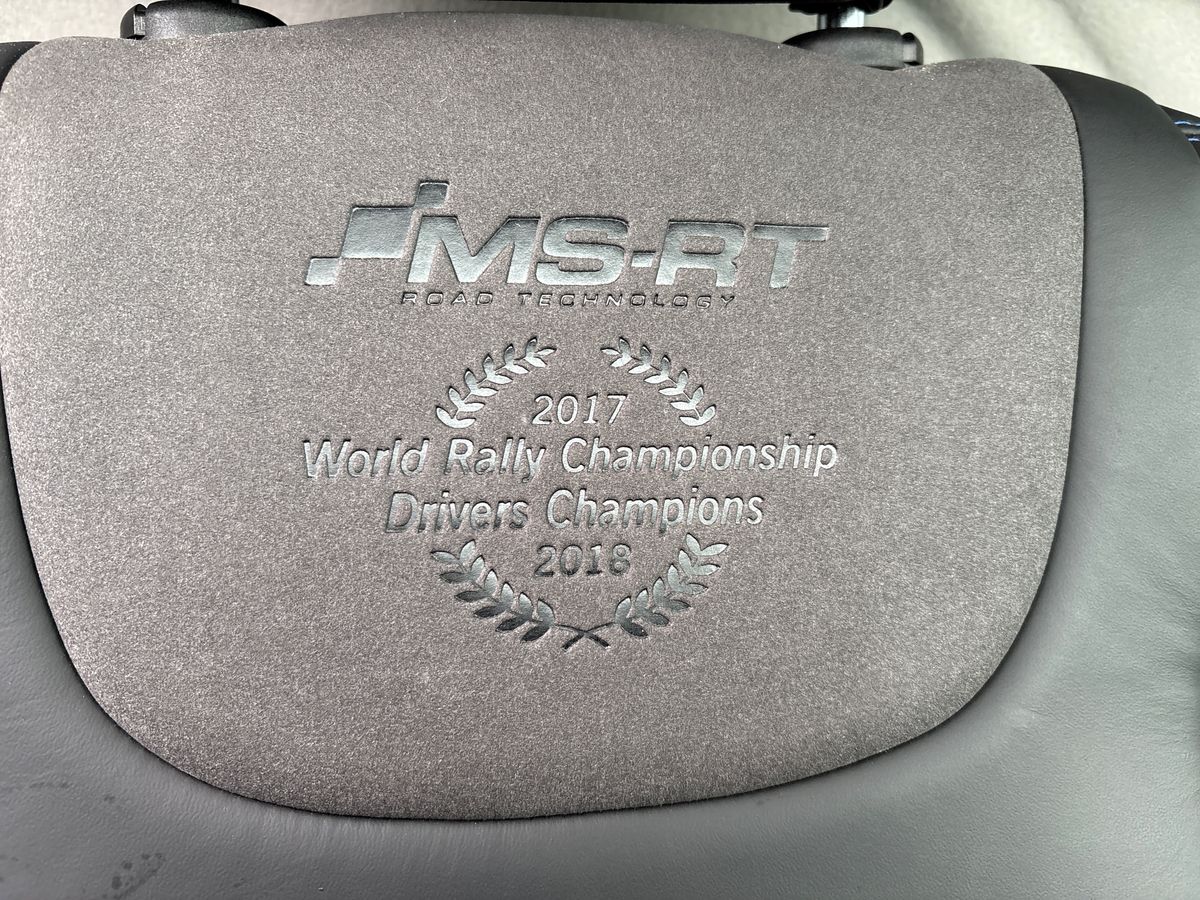 MS-RT
ROAD TECHNOLOGY
2017
World Rally Championship
Drivers Champions
2018